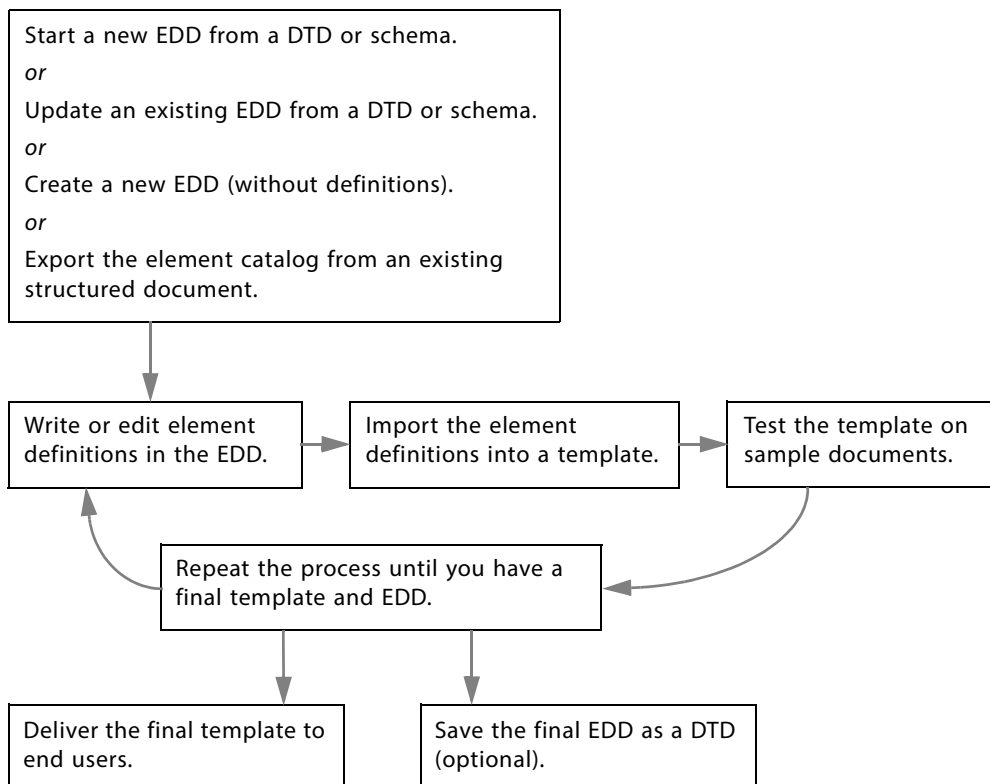 Start a new EDD from a DTD or schema.
or
Update an existing EDD from a DTD or schema.
or
Create a new EDD (without definitions).
or
Export the element catalog from an existing
structured document.
Write or edit element
definitions in the EDD.
Import the element
definitions into a template.
Test the template on
sample documents.
Repeat the process until you have a
final template and EDD.
Deliver the final template to
end users.
Save the final EDD as a DTD
(optional).